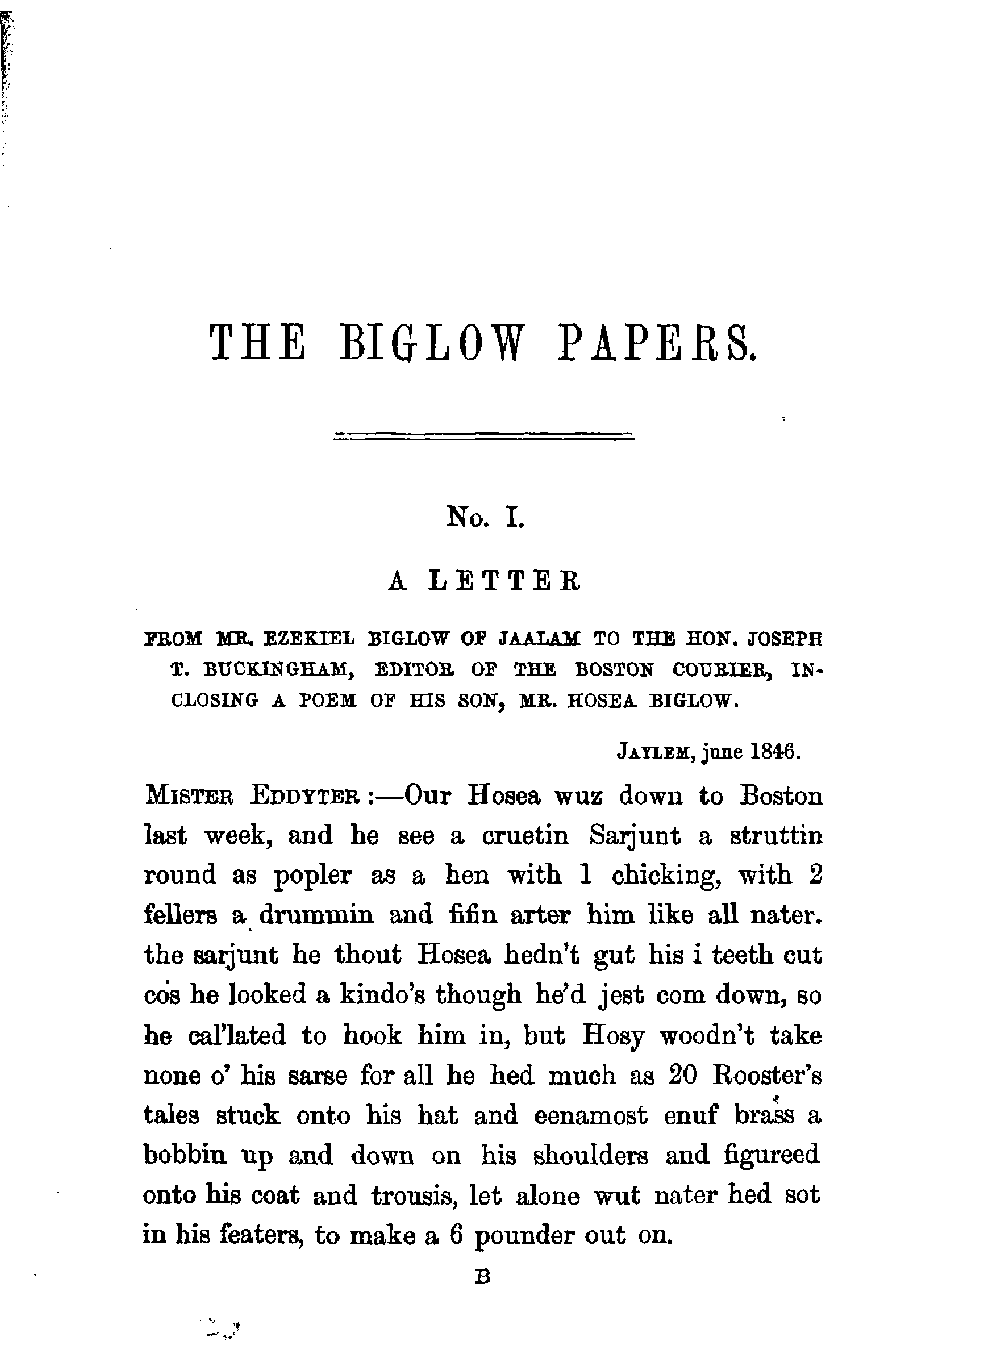 THE BIGLOW PAPERS.
No. I.
A LETTER
FROM MR. EZEKIEL BIGLOW OF JAALAM TO THE HON. JOSEPH
T. BUCKINGHAM, EDITOR OF THE BOSTON COURIER, IN-
CLOSING A POEM OF HIS SON, MR. HOSEA BIGLOW.
JAYLEM, june 1846.
MISTER EDDYTER:—Our Hosea wuz down to Boston
last week, and he see a cruetin Sarjunt a struttin
round as popler as a hen with 1 chicking, with 2
fellers a drummin and fifin arter him like all nater.
the sarjunt he thout Hosea hedn't gut his i teeth cut
cos he looked a kindo's though he'd jest com down, so
he cal'lated to hook him in, but Hosy woodn't take
none o' his sarse for all he hed much as 20 Rooster's
tales stuck onto his hat and eenamost enuf brass a
bobbin up and down on his shoulders and figureed
onto his coat and trousis, let alone wut nater hed sot
in his featers, to make a 6 pounder out on.
B